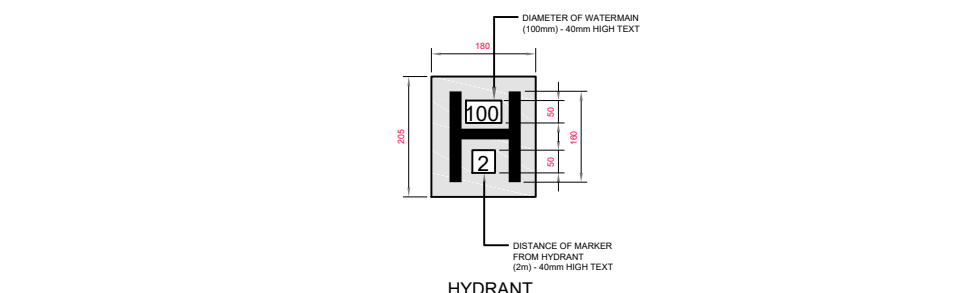 DIAMETER OF WATERMAIN
(100mm) - 40mm HIGH TEXT
180
205
H
100
50
160
2
50
DISTANCE OF MARKER
FROM HYDRANT
(2m) - 40mm HIGH TEXT
HYDRANT